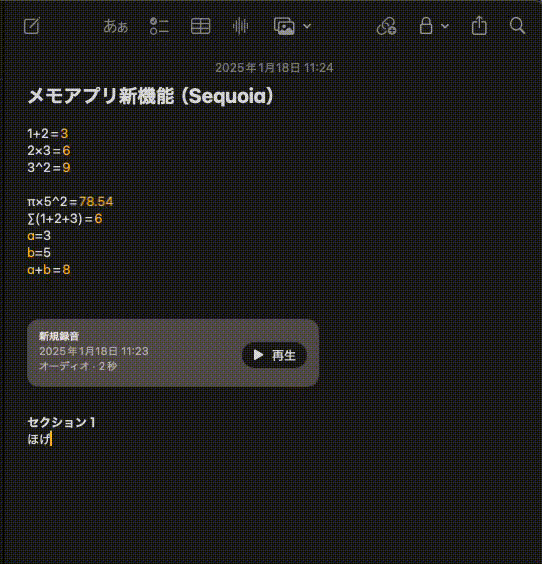 あぁ
2025年1月18日 11:24
メモアプリ新機能（Sequoia）
1+2=3
2×3=6
3^2=9
π×5^2=78.54
∑(1+2+3)=6
a=3
b=5
a+b=8
新規録音
2025年1月18日 11:23
オーディオ · 2秒
再生
セクション 1
ほげ